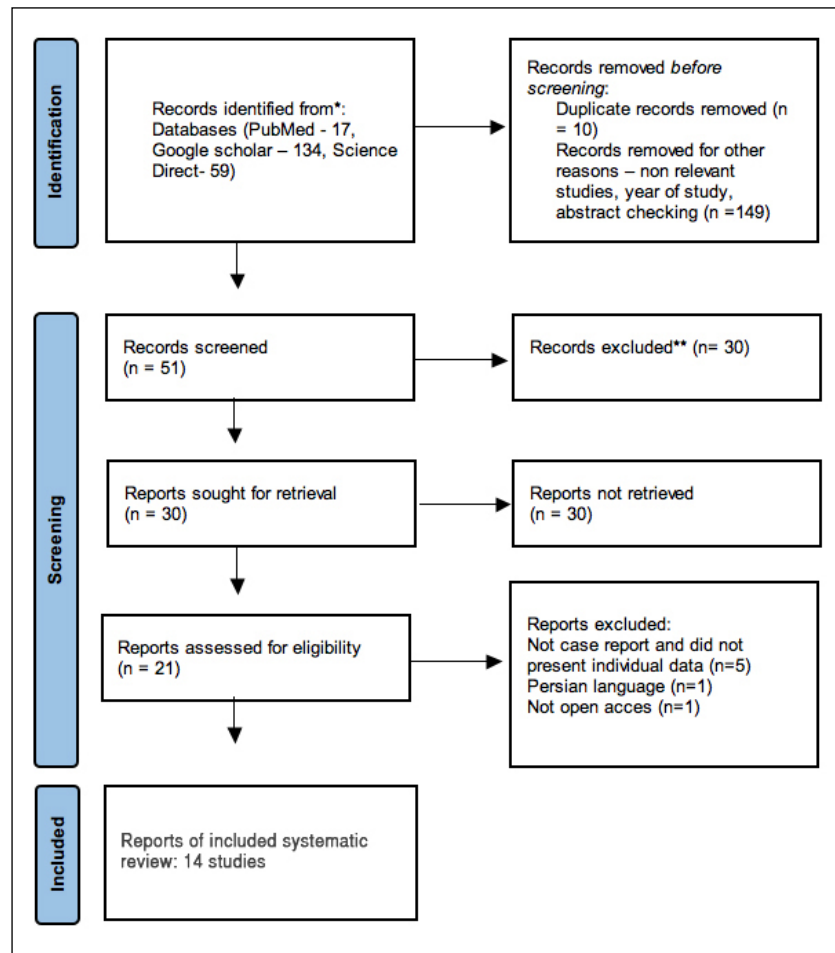 Identification
Records identified from*:
Databases (PubMed - 17,
Google scholar – 134, Science
Direct- 59)
Records removed before
screening:
Duplicate records removed (n
= 10)
Records removed for other
reasons – non relevant
studies, year of study,
abstract checking (n =149)
Screening
Records screened
(n = 51)
Records excluded** (n= 30)
Reports sought for retrieval
(n = 30)
Reports not retrieved
(n = 30)
Reports assessed for eligibility
(n = 21)
Reports excluded:
Not case report and did not
present individual data (n=5)
Persian language (n=1)
Not open acces (n=1)
Included
Reports of included systematic
review: 14 studies